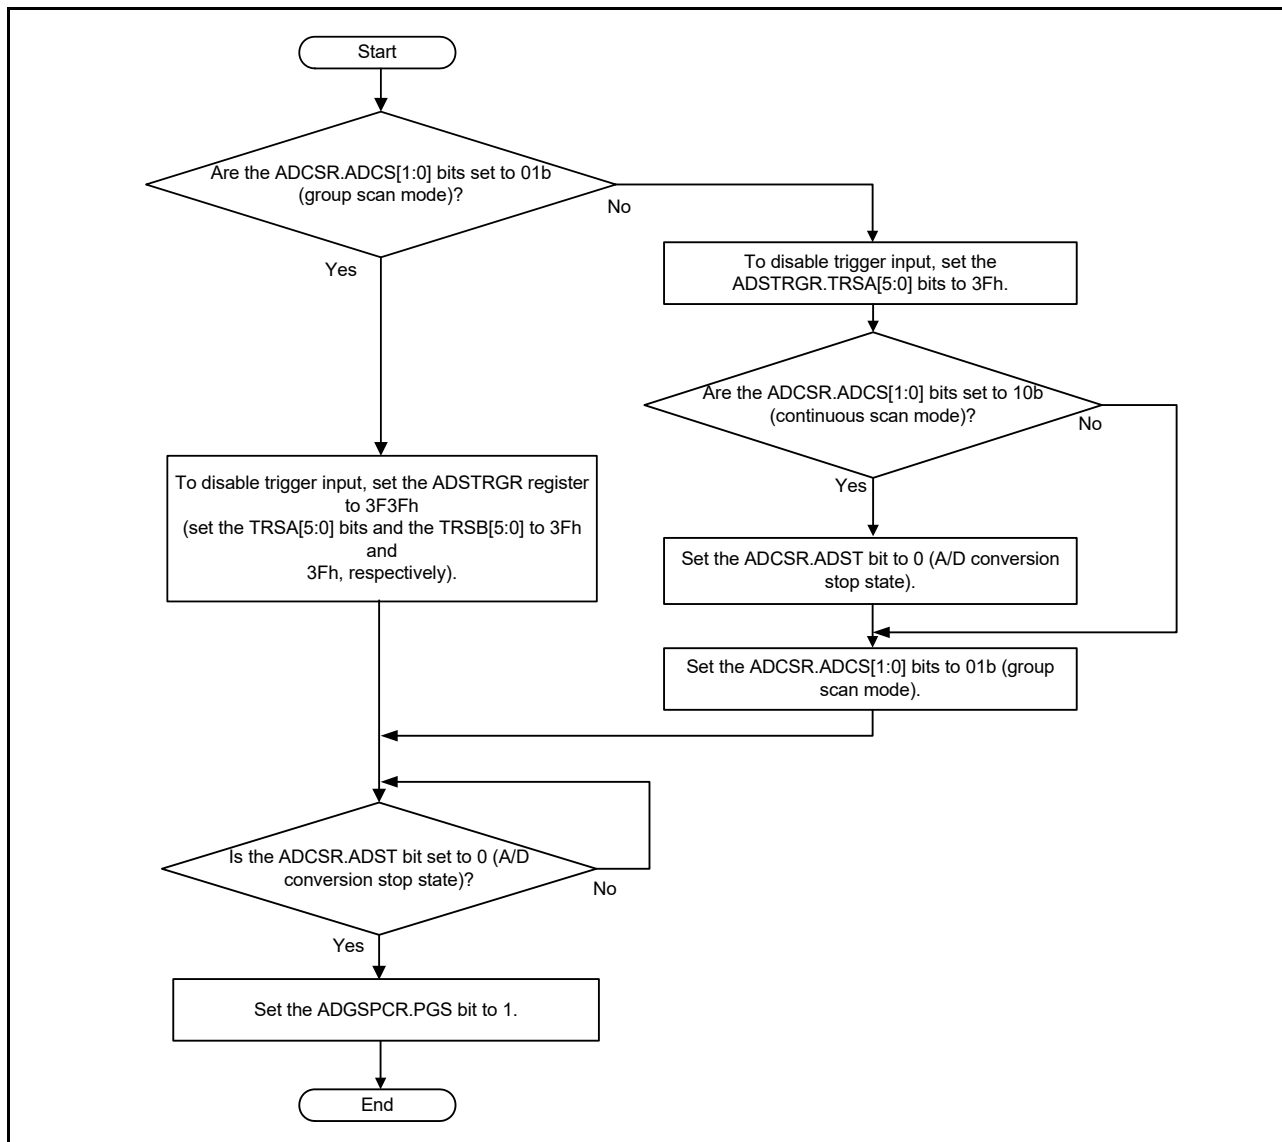 Start
Are the ADCSR.ADCS[1:0] bits set to 01b
(group scan mode)?
No
Yes
To disable trigger input, set the
ADSTRGR.TRSA[5:0] bits to 3Fh.
Are the ADCSR.ADCS[1:0] bits set to 10b
(continuous scan mode)?
No
Yes
To disable trigger input, set the ADSTRGR register
to 3F3Fh
(set the TRSA[5:0] bits and the TRSB[5:0] to 3Fh
and
3Fh, respectively).
Set the ADCSR.ADST bit to 0 (A/D conversion
stop state).
Set the ADCSR.ADCS[1:0] bits to 01b (group
scan mode).
Is the ADCSR.ADST bit set to 0 (A/D
conversion stop state)?
No
Yes
Set the ADGSPCR.PGS bit to 1.
End